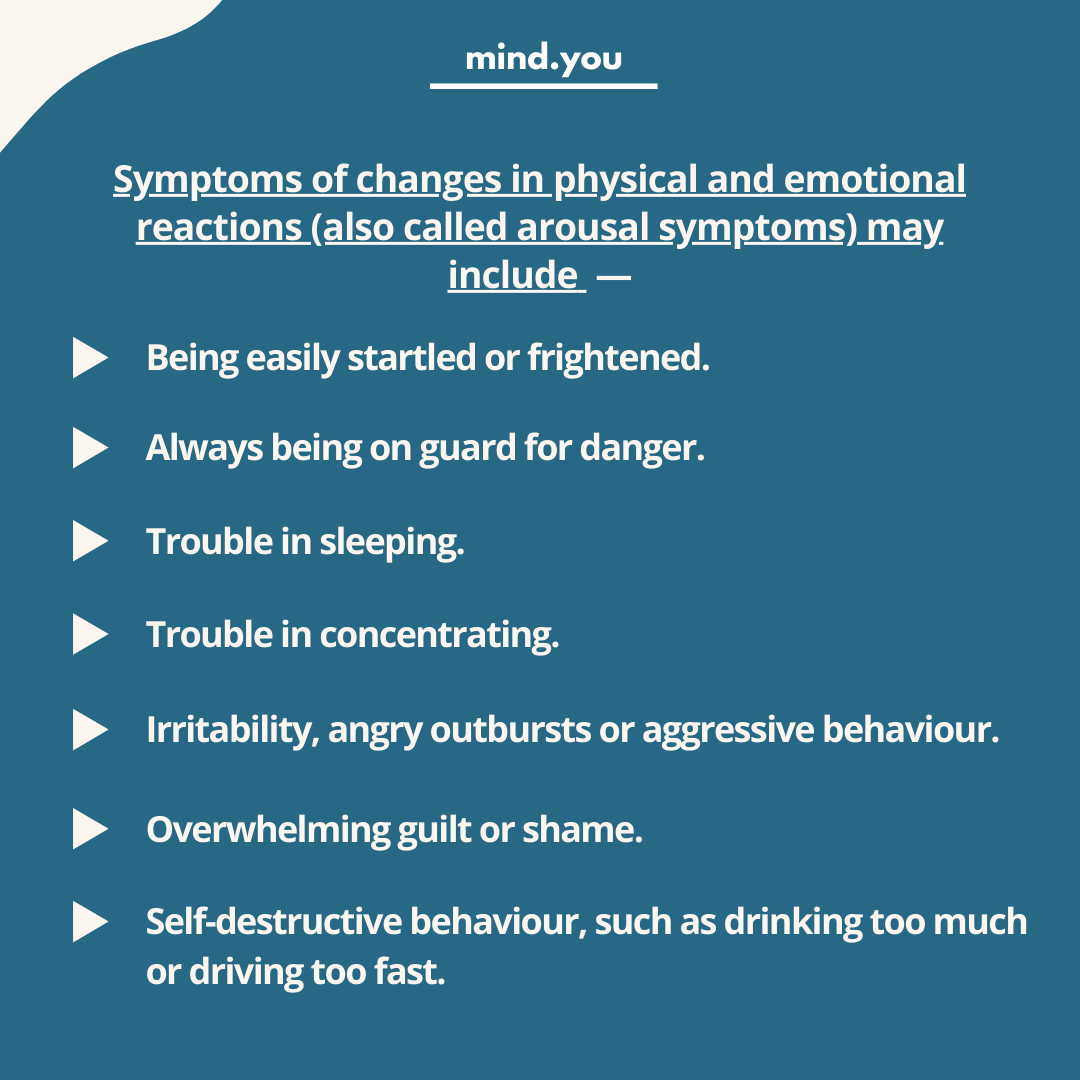 mind.you
Symptoms of changes in physical and emotional
reactions (also called arousal symptoms) may
include —
Being easily startled or frightened.
Always being on guard for danger.
Trouble in sleeping.
Trouble in concentrating.
Irritability, angry outbursts or aggressive behaviour.
Overwhelming guilt or shame.
Self-destructive behaviour, such as drinking too much
or driving too fast.